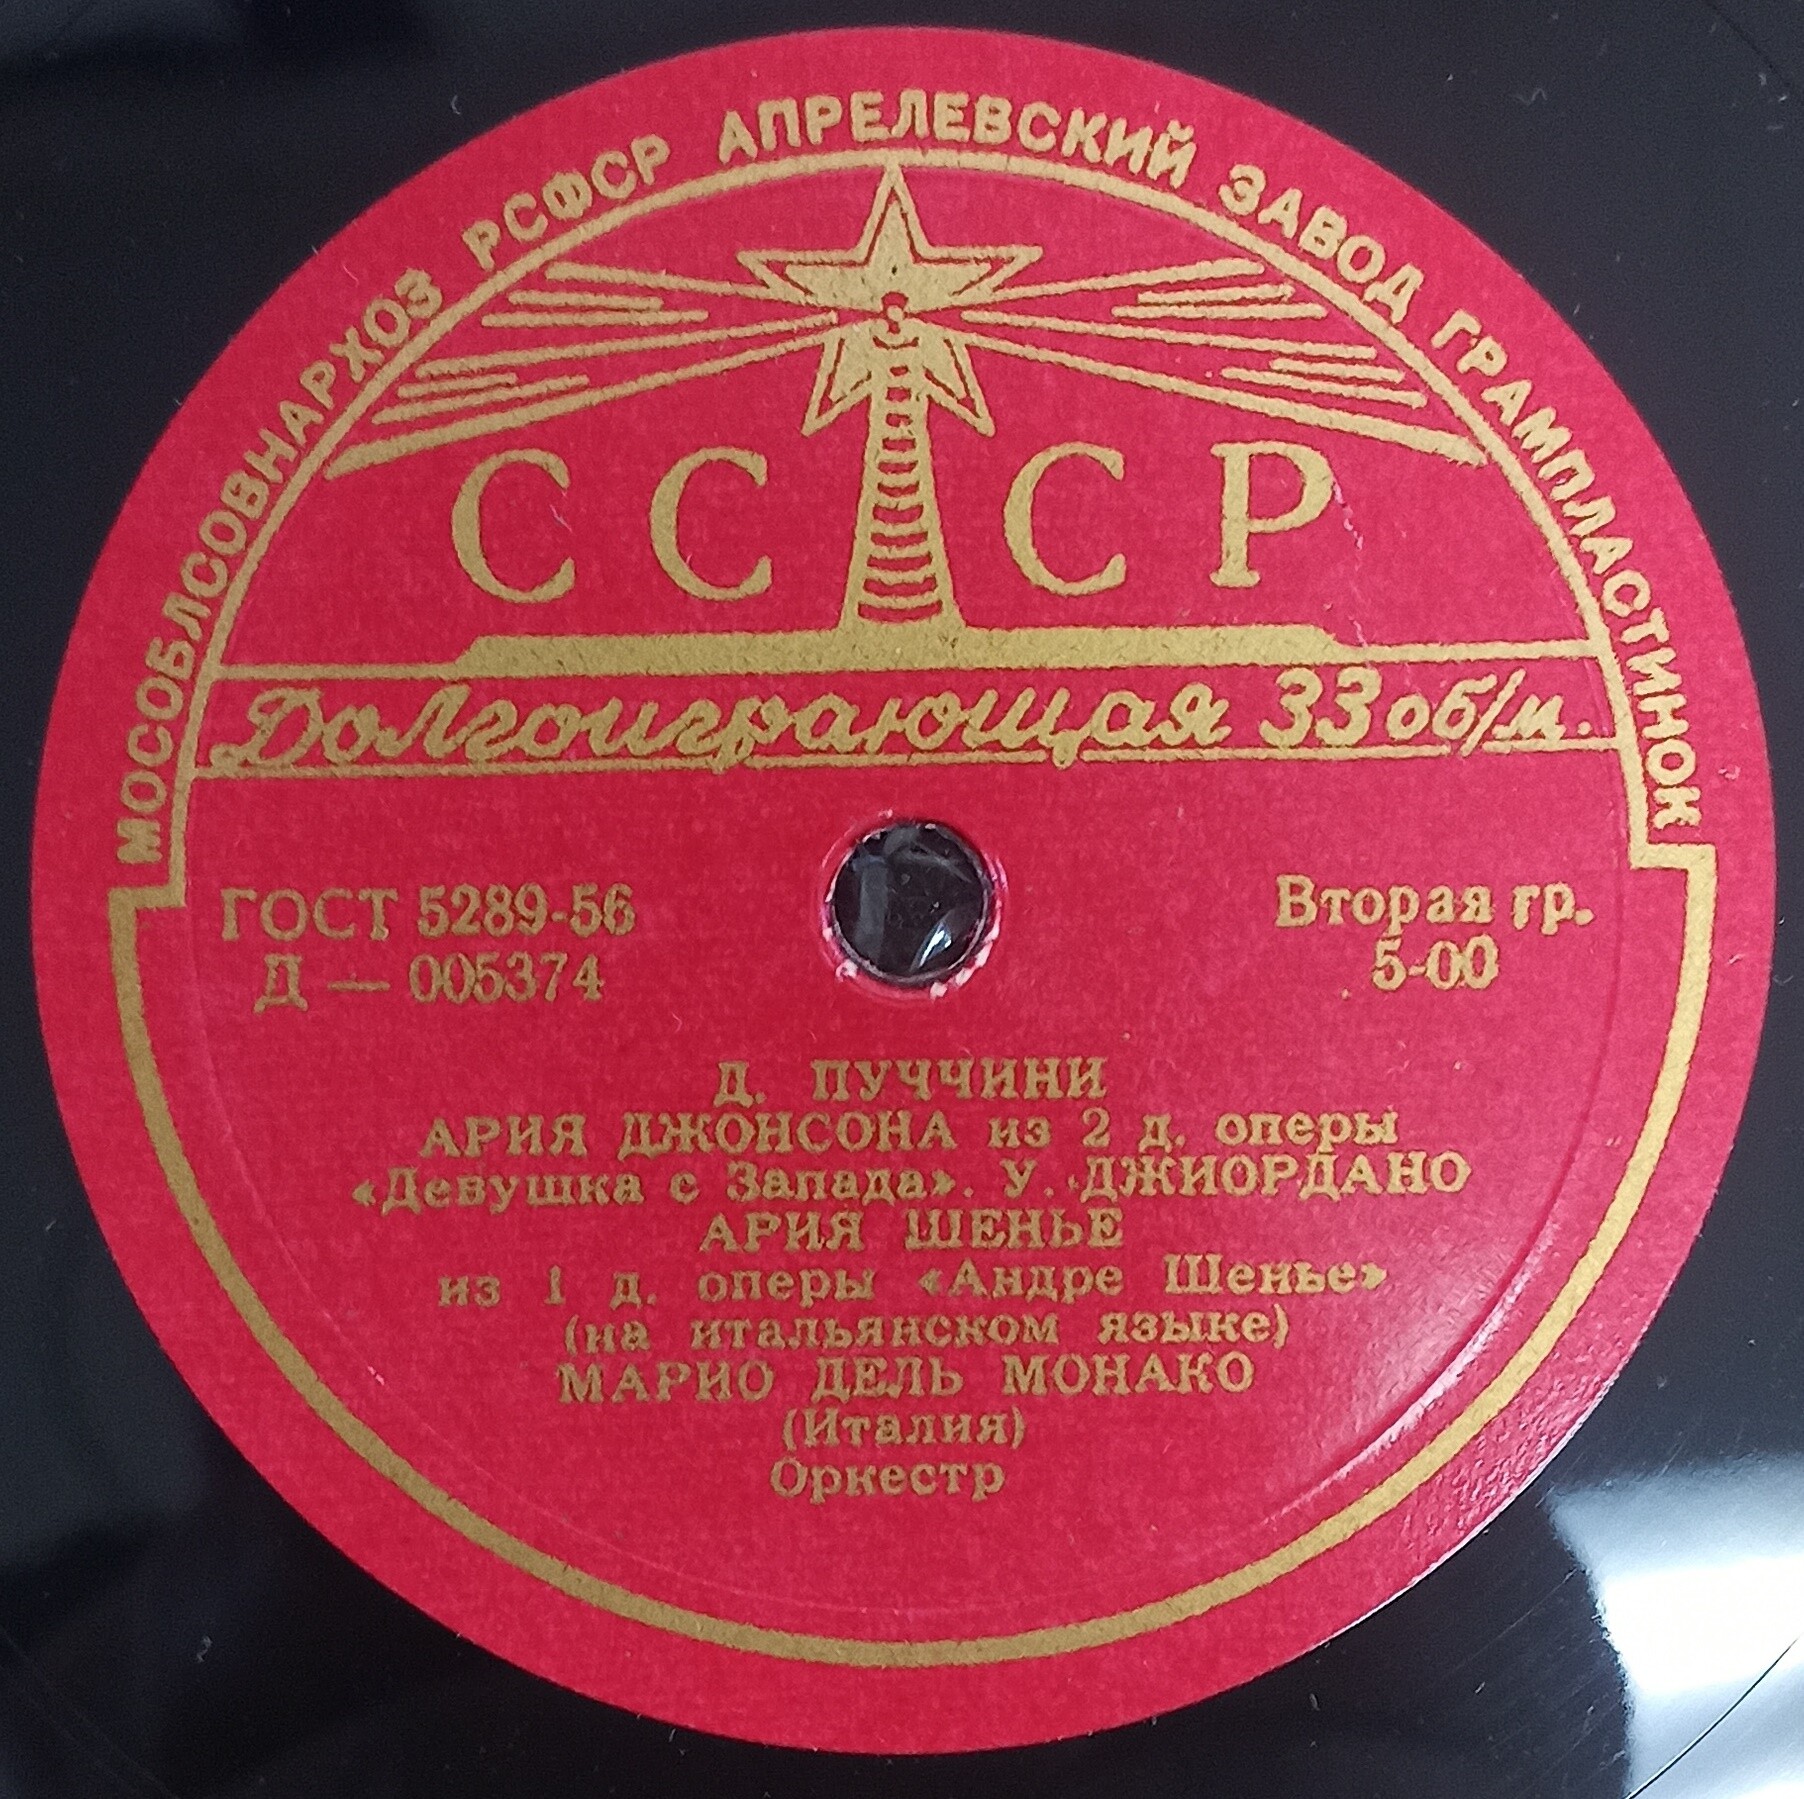 МОСОБЛСОВНАРХОЗ РСФСР АПРЕЛЕВСКИЙ ЗАВОД ГРАМПЛАСТИНОК
СССР
Долгоиграющая 33 об/м.
ГОСТ 5289-56
Д — 005374
Вторая гр.
5-00
Д. ПУЧЧИНИ
АРИЯ ДЖОНСОНА из 2 д. оперы
«Девушка с Запада». У. ДЖИОРДАНО
АРИЯ ШЕНЬЕ
из 1 д. оперы «Андре Шенье»
(на итальянском языке)
МАРИО ДЕЛЬ МОНАКО
(Италия)
Оркестр